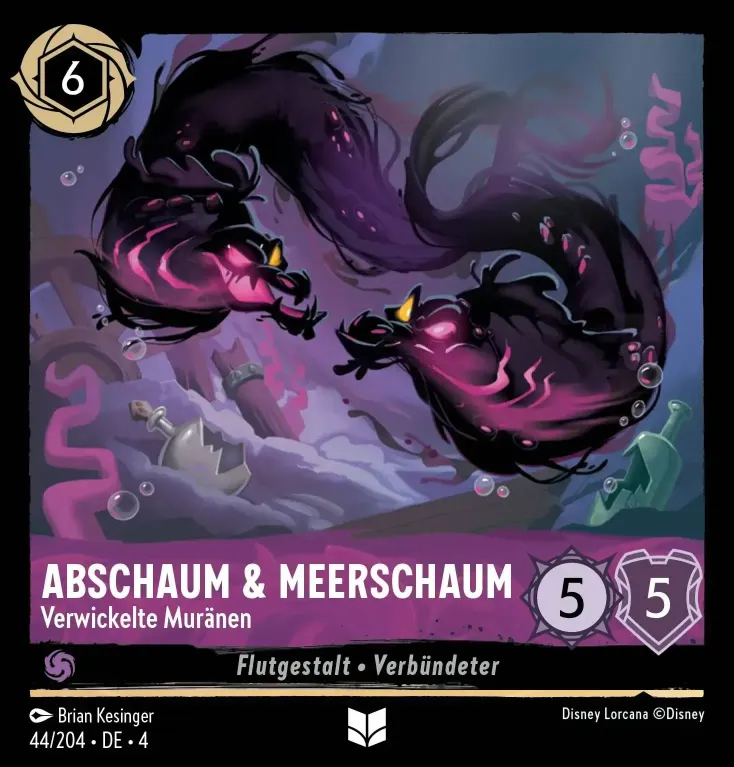 6
ABSCHAUM & MEERSCHAUM
Verwickelte Muränen
5
5
Flutgestalt • Verbündeter
Brian Kesinger
Disney Lorcana ©Disney
44/204 • DE • 4